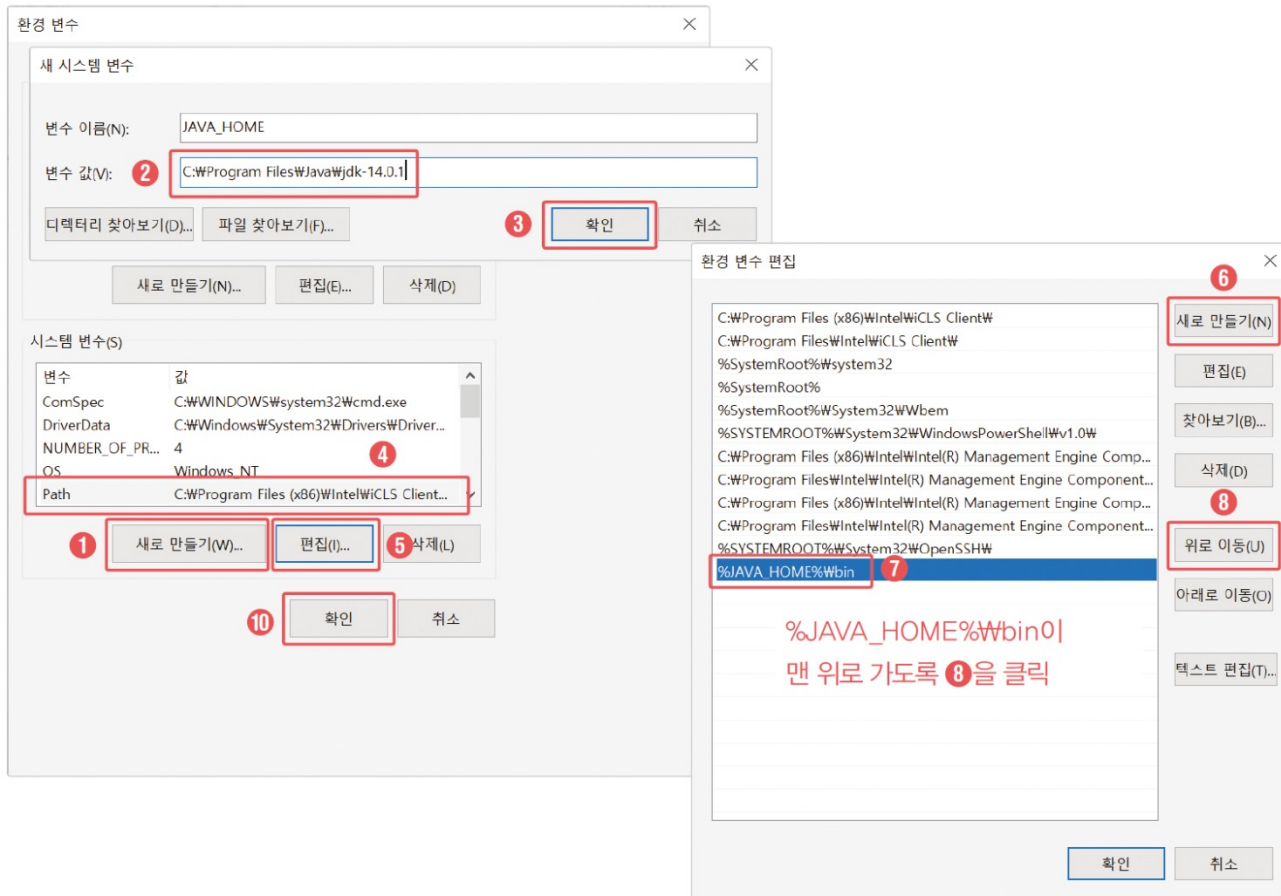 환경 변수
새 시스템 변수
변수 이름(N):
JAVA_HOME
변수 값(V):
❷
C:₩Program Files₩Java₩jdk-14.0.1
디렉터리 찾아보기(D)...
파일 찾아보기(F)...
❸
확인
취소
새로 만들기(N)...
편집(E)...
삭제(D)
시스템 변수(S)
변수 값
ComSpec C:₩WINDOWS₩system32₩cmd.exe
DriverData C:₩Windows₩System32₩Drivers₩Driver...
NUMBER_OF_PR... 4
❹
OS Windows_NT
Path C:₩Program Files (x86)₩Intel₩iCLS Client...
❶
새로 만들기(W)...
편집(I)...
❺
삭제(L)
❿
확인
취소
환경 변수 편집
C:₩Program Files (x86)₩Intel₩iCLS Client₩
C:₩Program Files₩Intel₩iCLS Client₩
%SystemRoot%₩system32
%SystemRoot%
%SystemRoot%₩System32₩Wbem
%SYSTEMROOT%₩System32₩WindowsPowerShell₩v1.0₩
C:₩Program Files (x86)₩Intel₩Intel(R) Management Engine Comp...
C:₩Program Files₩Intel₩Intel(R) Management Engine Component...
C:₩Program Files (x86)₩Intel₩Intel(R) Management Engine Comp...
C:₩Program Files₩Intel₩Intel(R) Management Engine Component...
%SYSTEMROOT%₩System32₩OpenSSH₩
%JAVA_HOME%₩bin
❼
%JAVA_HOME%₩bin이
맨 위로 가도록 ❽을 클릭
❻
새로 만들기(N)
편집(E)
찾아보기(B)...
삭제(D)
❽
위로 이동(U)
아래로 이동(O)
텍스트 편집(T)...
확인
취소